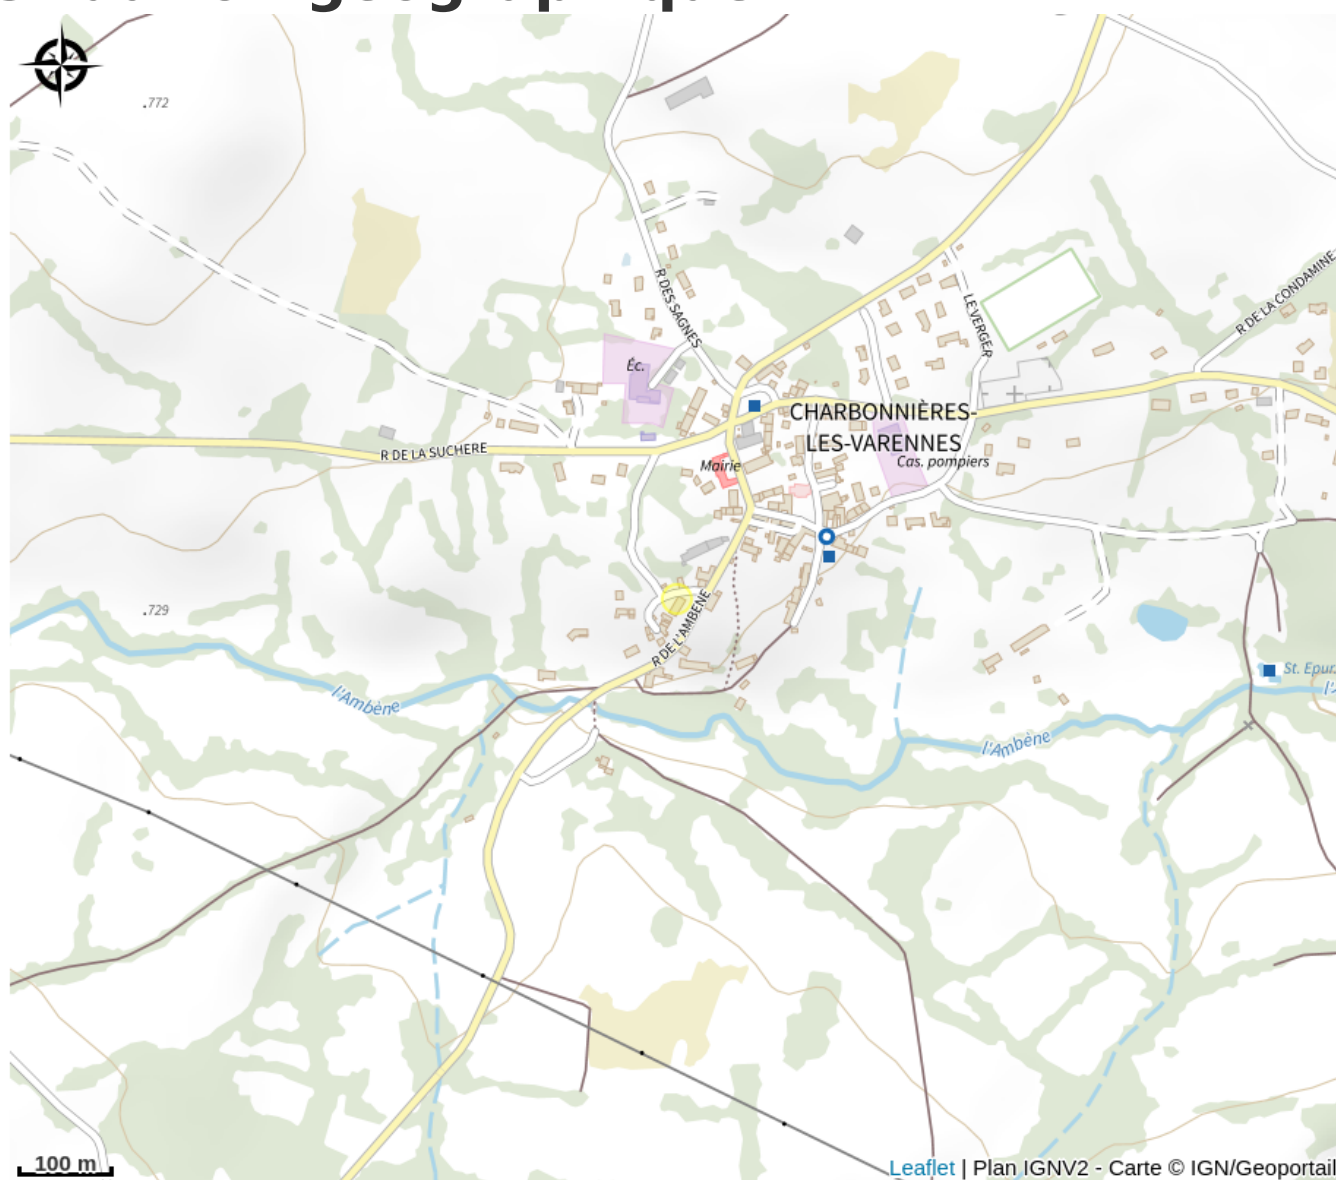 .772
R DES SAGNES
LE VERGER
R DE LA CONDAMINE
Éc.
CHARBONNIÈRES-
LES-VARENNES
R DE LA SUCHERE
Mairie
Cas. pompiers
.729
R DE L'AMBENE
St. Epur.
l'Ambène
l'Ambène
100 m
Leaflet | Plan IGNV2 - Carte © IGN/Geoportail